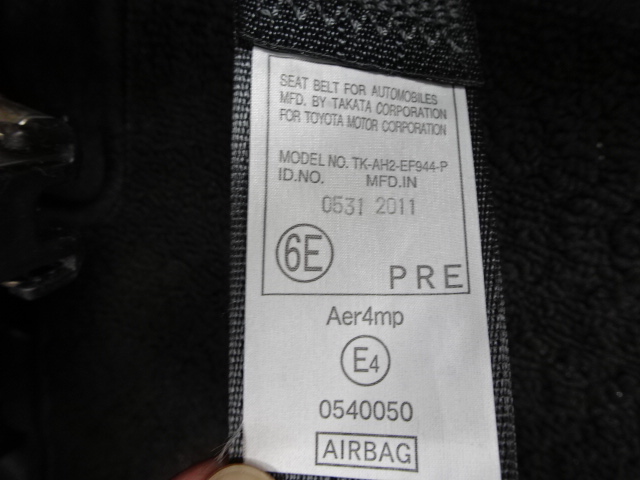 SEAT BELT FOR AUTOMOBILES
MFD. BY TAKATA CORPORATION
FOR TOYOTA MOTOR CORPORATION
MODEL NO. TK-AH2-EF944-P
ID.NO. MFD.IN
0531 2011
6E
PRE
Aer4mp
E4
0540050
AIRBAG